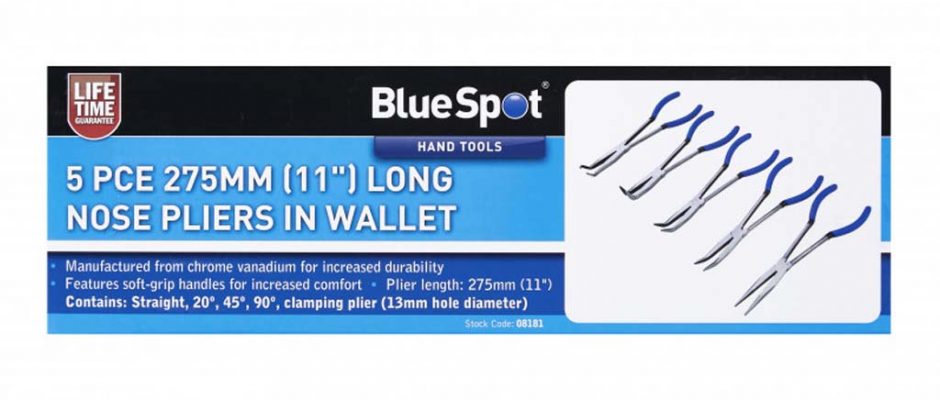 LIFE
TIME
GUARANTEE
BlueSpot®
HAND TOOLS
5 PCE 275MM (11") LONG
NOSE PLIERS IN WALLET
• Manufactured from chrome vanadium for increased durability
• Features soft-grip handles for increased comfort • Plier length: 275mm (11")
Contains: Straight, 20°, 45°, 90°, clamping plier (13mm hole diameter)
Stock Code: 08181